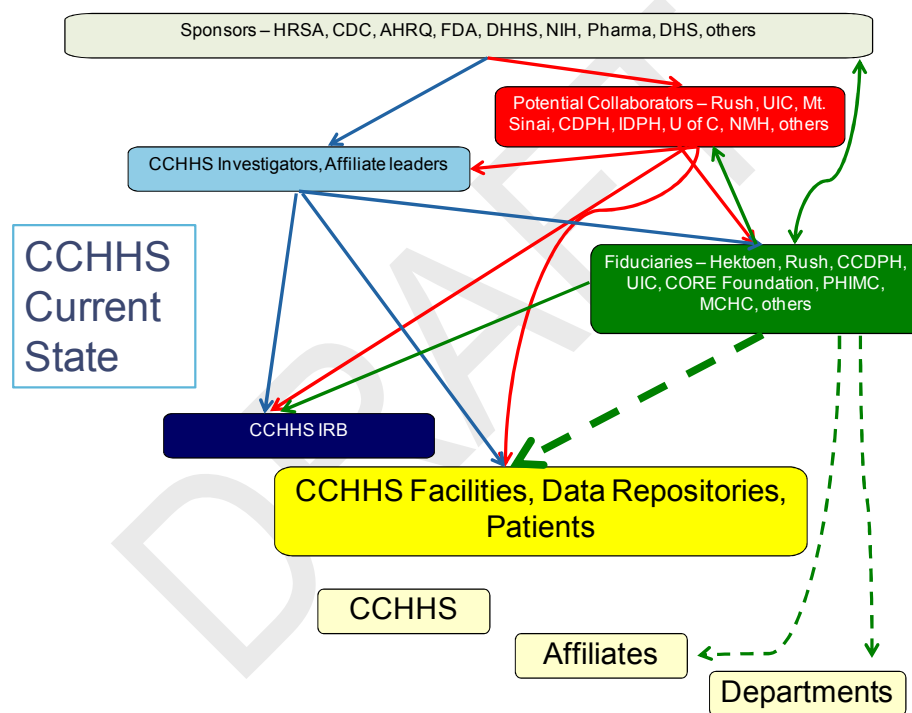 Sponsors – HRSA, CDC, AHRQ, FDA, DHHS, NIH, Pharma, DHS, others
Potential Collaborators – Rush, UIC, Mt.
Sinai, CDPH, IDPH, U of C, NMH, others
CCHHS Investigators, Affiliate leaders
CCHHS
Current
State
Fiduciaries – Hektoen, Rush, CCDPH,
UIC, CORE Foundation, PHIMC,
MCHC, others
CCHHS IRB
CCHHS Facilities, Data Repositories,
Patients
CCHHS
Affiliates
Departments
DRAFT